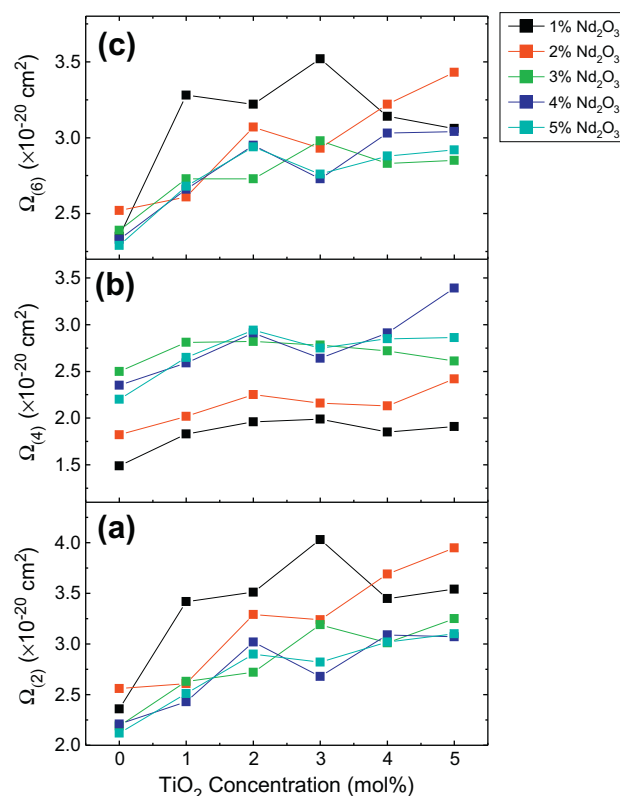 (c)
Ω(6) (×10-20 cm2)
3.5
3.0
2.5
1% Nd2O3
2% Nd2O3
3% Nd2O3
4% Nd2O3
5% Nd2O3
(b)
Ω(4) (×10-20 cm2)
3.5
3.0
2.5
2.0
1.5
(a)
Ω(2) (×10-20 cm2)
4.0
3.5
3.0
2.5
2.0
0 1 2 3 4 5
TiO2 Concentration (mol%)